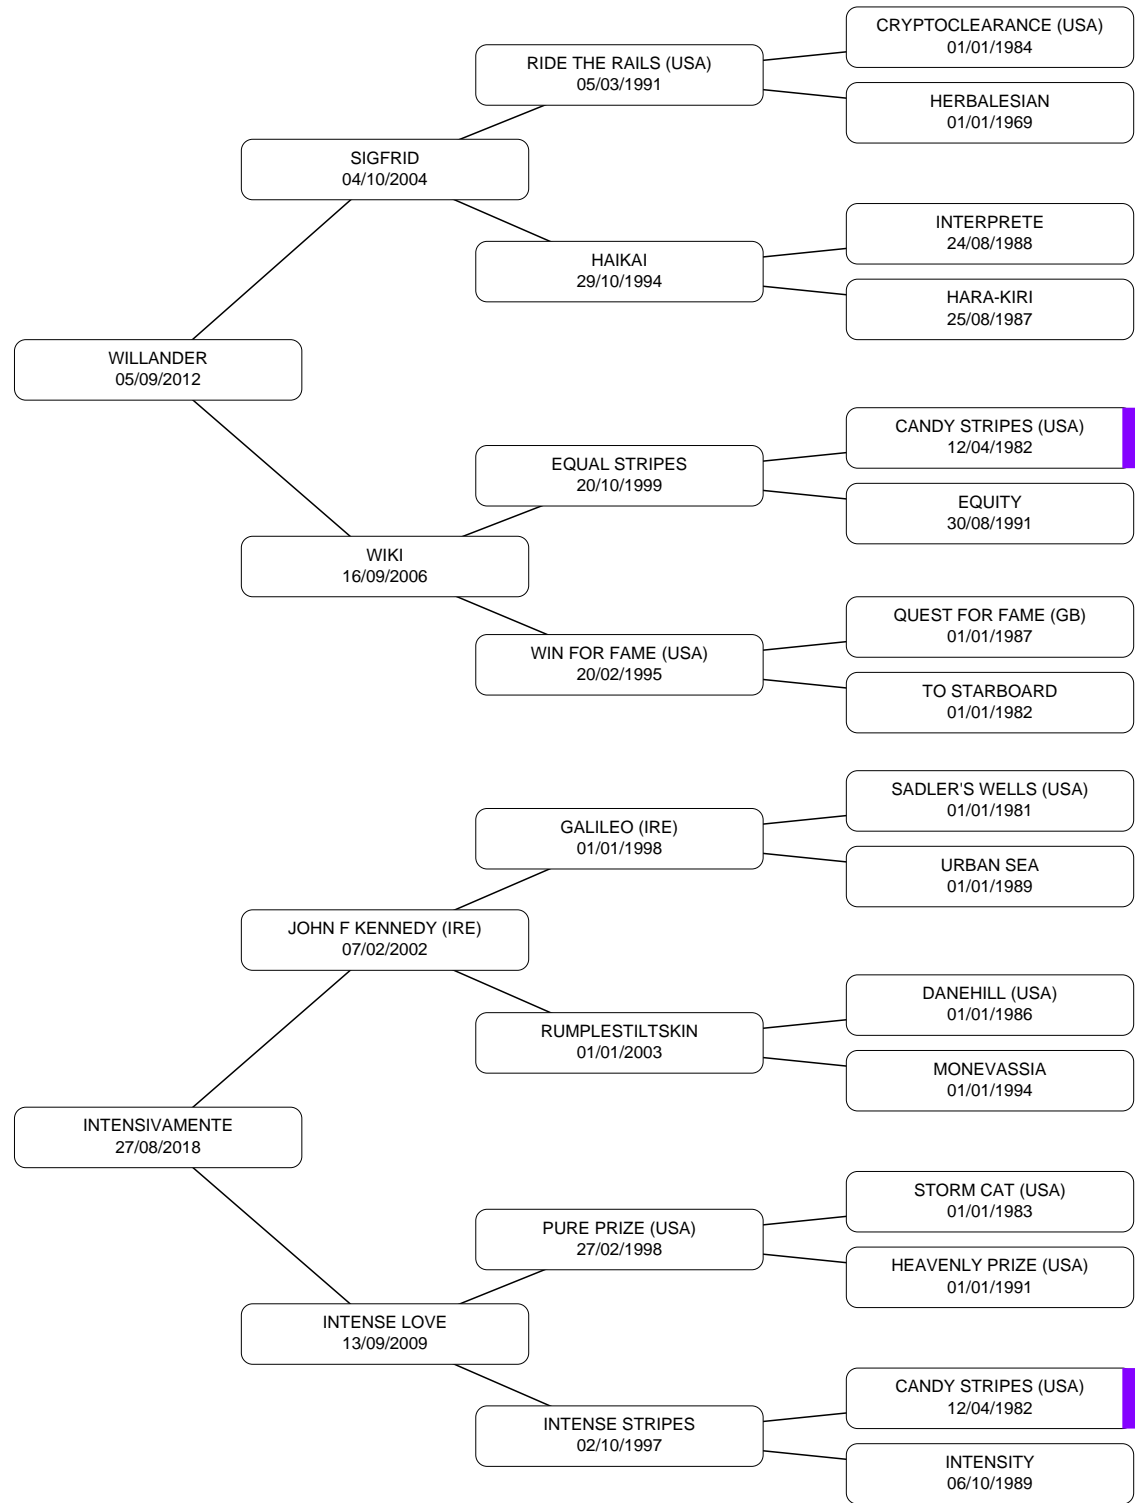 CRYPTOCLEARANCE (USA)
01/01/1984
RIDE THE RAILS (USA)
05/03/1991
HERBALESIAN
01/01/1969
SIGFRID
04/10/2004
INTERPRETE
24/08/1988
HAIKAI
29/10/1994
HARA-KIRI
25/08/1987
WILLANDER
05/09/2012
CANDY STRIPES (USA)
12/04/1982
EQUAL STRIPES
20/10/1999
EQUITY
30/08/1991
WIKI
16/09/2006
QUEST FOR FAME (GB)
01/01/1987
WIN FOR FAME (USA)
20/02/1995
TO STARBOARD
01/01/1982
SADLER'S WELLS (USA)
01/01/1981
GALILEO (IRE)
01/01/1998
URBAN SEA
01/01/1989
JOHN F KENNEDY (IRE)
07/02/2002
DANEHILL (USA)
01/01/1986
RUMPLESTILTSKIN
01/01/2003
MONEVASSIA
01/01/1994
INTENSIVAMENTE
27/08/2018
STORM CAT (USA)
01/01/1983
PURE PRIZE (USA)
27/02/1998
HEAVENLY PRIZE (USA)
01/01/1991
INTENSE LOVE
13/09/2009
CANDY STRIPES (USA)
12/04/1982
INTENSE STRIPES
02/10/1997
INTENSITY
06/10/1989